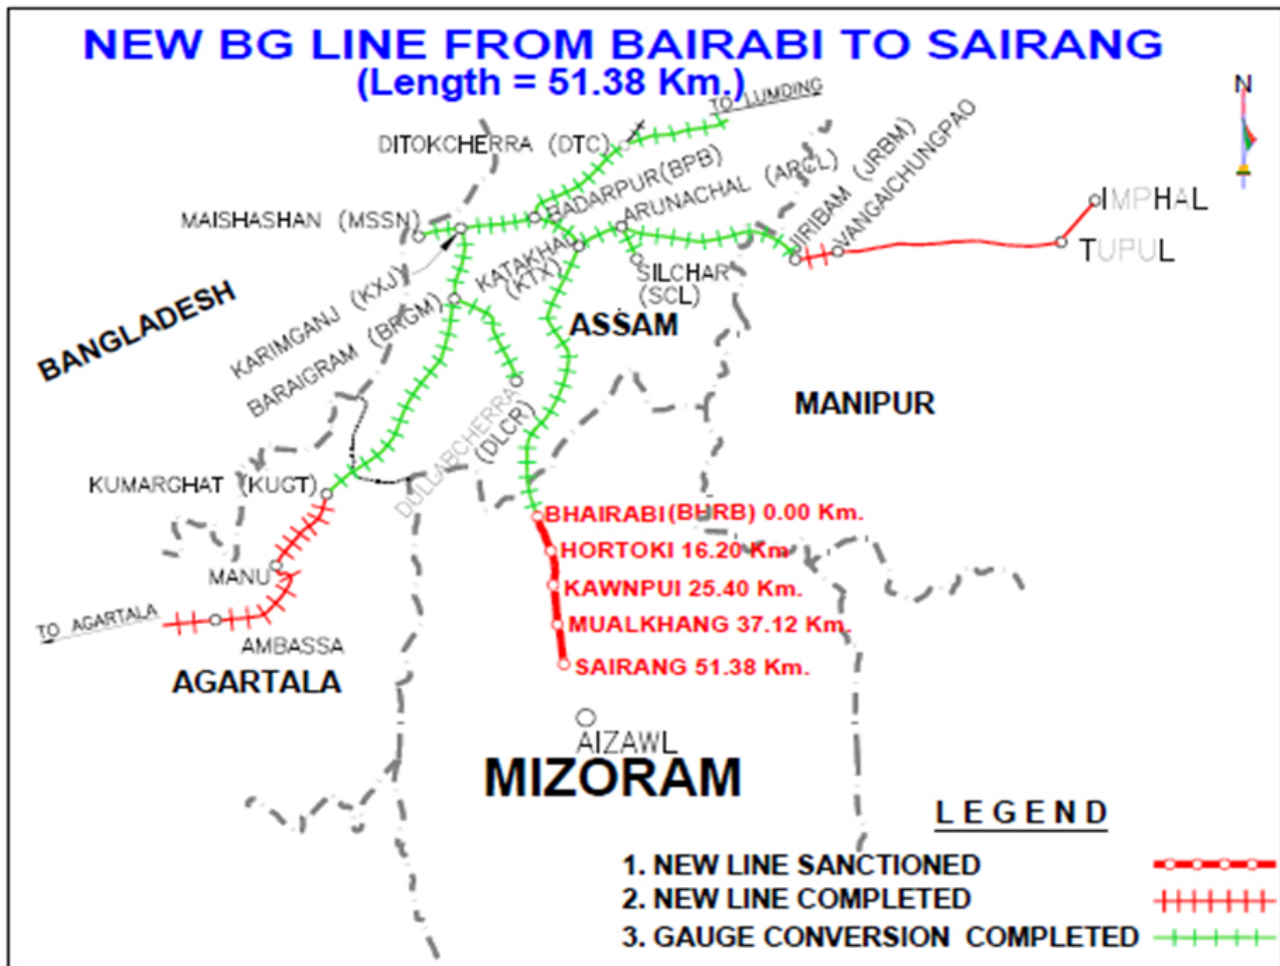 NEW BG LINE FROM BAIRABI TO SAIRANG
(Length = 51.38 Km.)
N
TO LUMDING
DITOKCHERRA (DTC)
BADARPUR(BPB)
ARUNACHAL (ARCL)
JIRIBAM (JRBM)
VANGAICHUNGPAO
IMPHAL
MAISHASHAN (MSSN)
TUPUL
KATAKHAL
(KTX)
SILCHAR
(SCL)
KARIMGANJ (KXJ)
BARAIGRAM (BRGM)
BANGLADESH
ASSAM
MANIPUR
DULLABCHERRA
(DLCR)
KUMARGHAT (KUGT)
BHAIRABI(BHRB) 0.00 Km.
HORTOKI 16.20 Km
MANU
KAWNPUI 25.40 Km.
TO AGARTALA
MUALKHANG 37.12 Km.
AMBASSA
SAIRANG 51.38 Km.
AGARTALA
AIZAWL
MIZORAM
LEGEND
1. NEW LINE SANCTIONED
2. NEW LINE COMPLETED
3. GAUGE CONVERSION COMPLETED